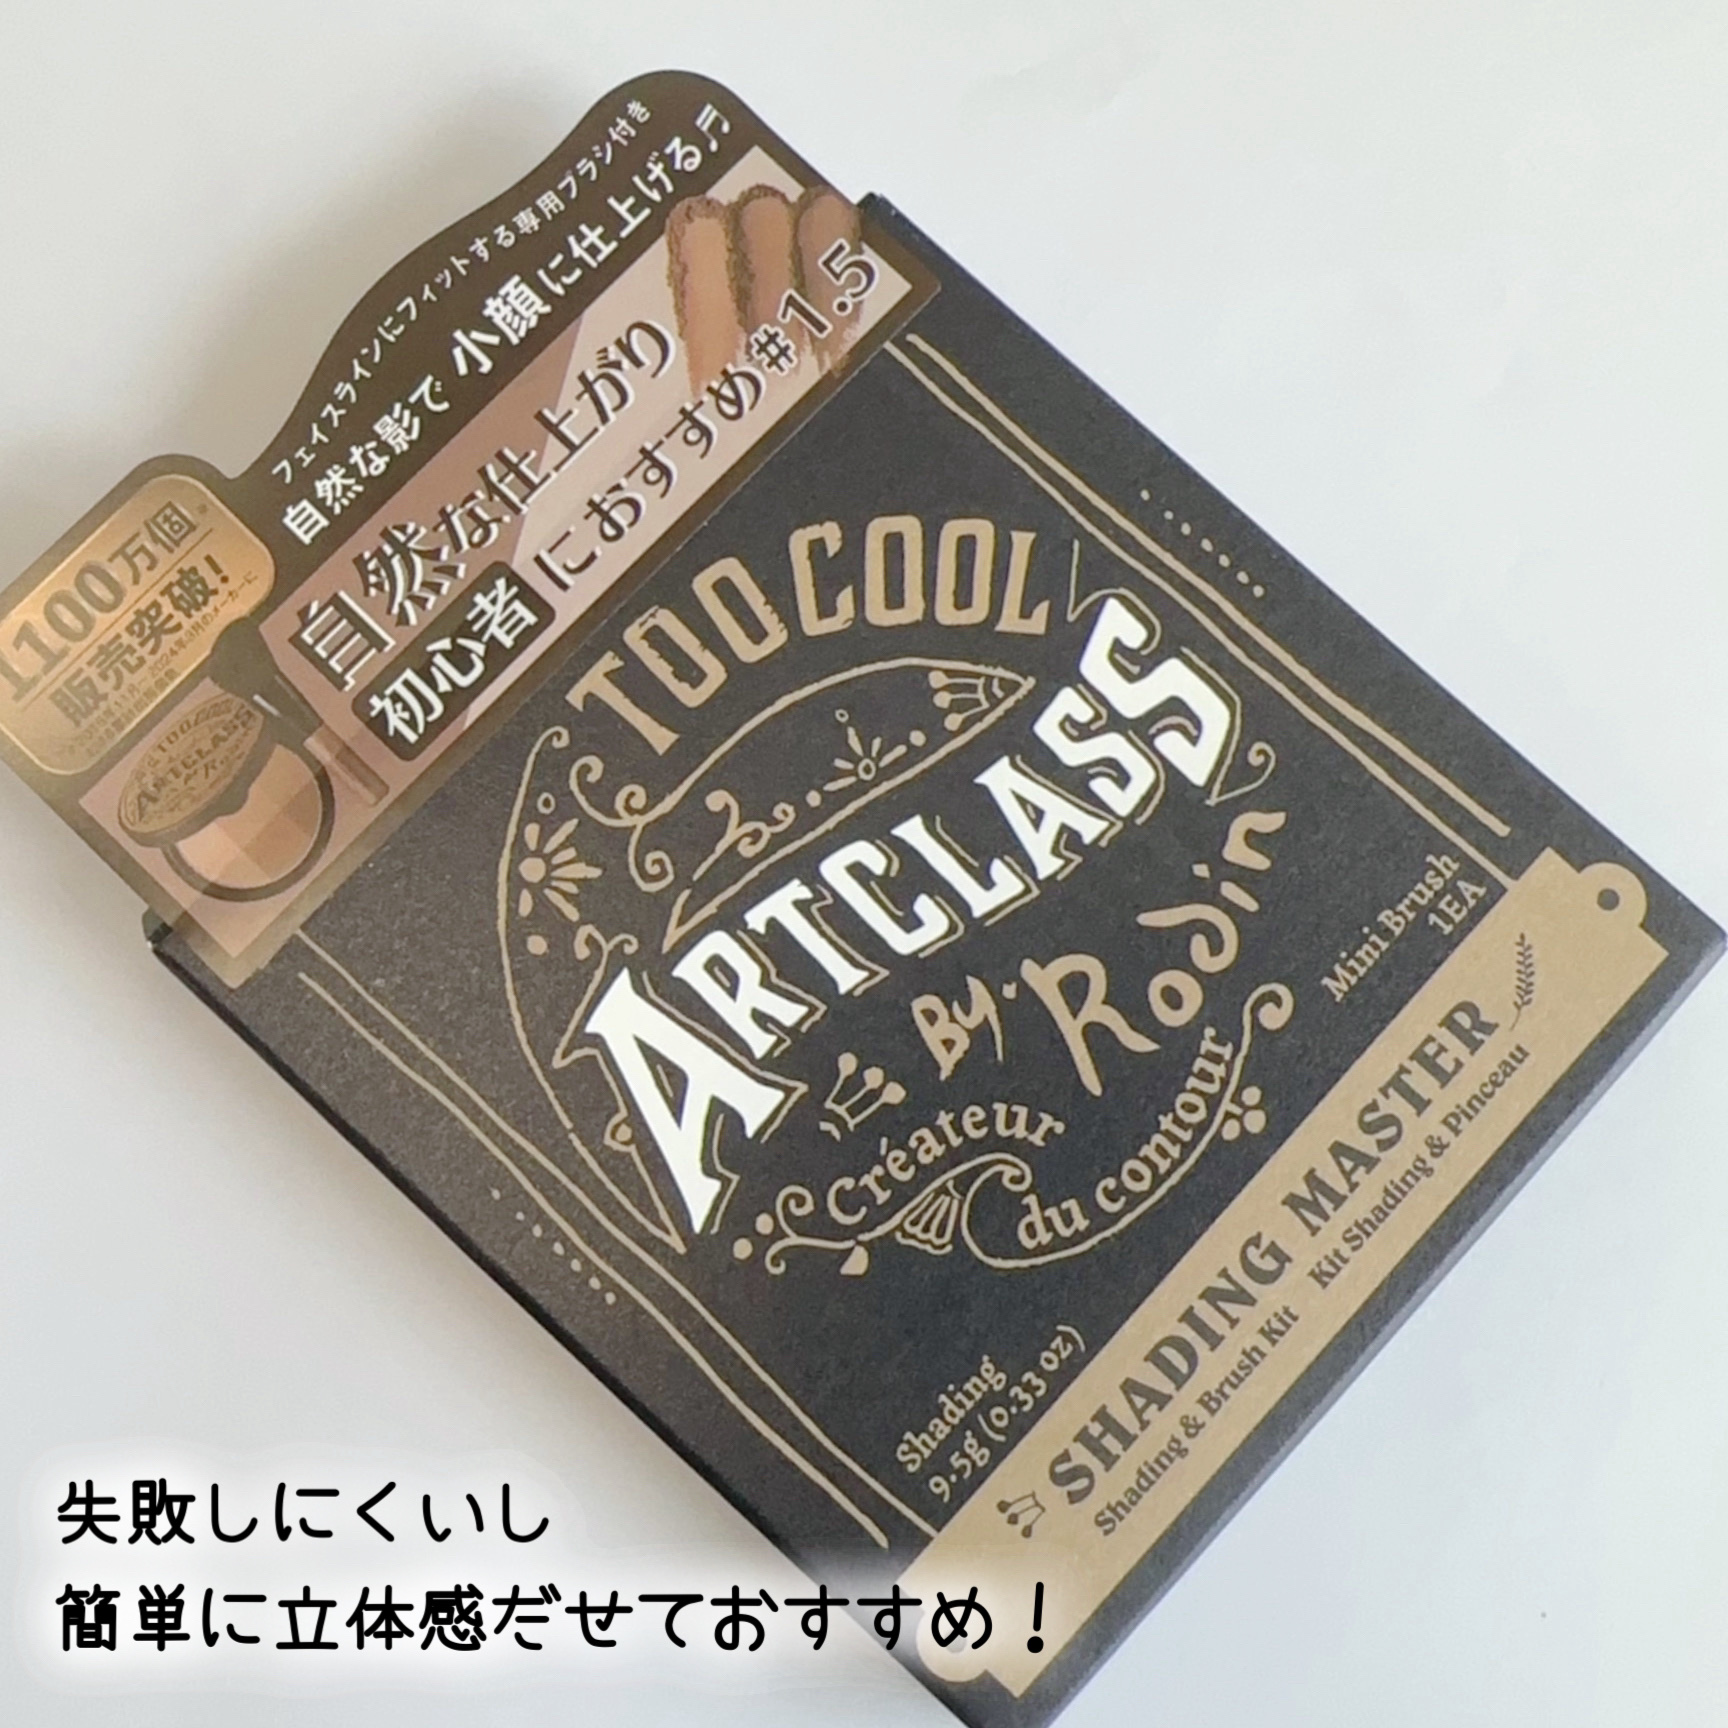 フェイスラインにフィットする専用ブラシ付き
自然な影で 小顔に仕上げる♬
自然な仕上がり
初心者におすすめ#1.5
1100万個※
販売突破!
TOO COOL
ARTCLASS
By. Rodin
Créateur
du contour
Mini Brush
1EA
Shading
9.5g (0.33 oz)
SHADING MASTER
Shading & Brush Kit Kit Shading & Pinceau
失敗しにくいし
簡単に立体感だせておすすめ！